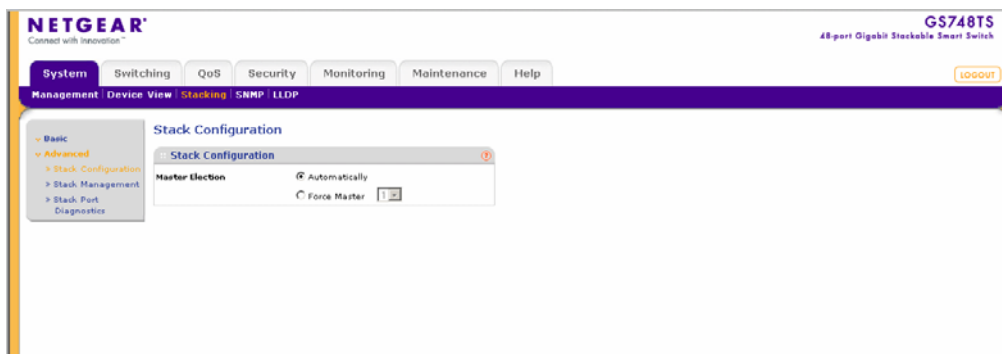 NETGEAR®
Connect with Innovation™
GS748TS
48-port Gigabit Stackable Smart Switch
System Switching QoS Security Monitoring Maintenance Help
LOGOUT
Management Device View Stacking SNMP LLDP
Basic
Advanced
Stack Configuration
Stack Management
Stack Port
Diagnostics
Stack Configuration
Stack Configuration ?
Master Election Automatically
Force Master 1